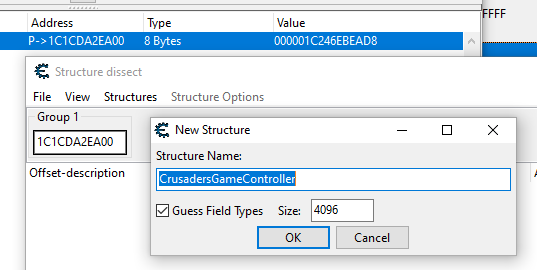 FFFF
Address Type Value
P->1C1CDA2EA00 8 Bytes 000001C246EBEAD8
Structure dissect
File View Structures Structure Options
Group 1
1C1CDA2EA00
Offset-description
New Structure
Structure Name:
CrusadersGameController
Guess Field Types Size: 4096
OK Cancel